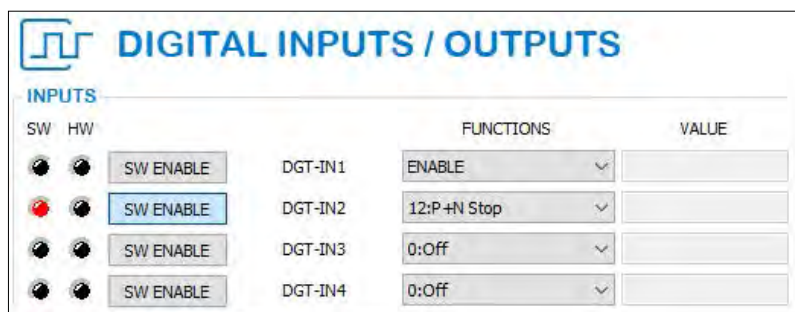 DIGITAL INPUTS / OUTPUTS
INPUTS
SW HW FUNCTIONS VALUE
SW ENABLE DGT-IN1 ENABLE
SW ENABLE DGT-IN2 12:P+N Stop
SW ENABLE DGT-IN3 0:Off
SW ENABLE DGT-IN4 0:Off